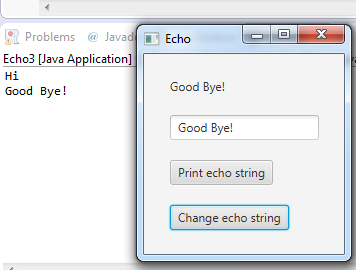 Problems @ Javad
Echo3 [Java Application]
Hi
Good Bye!
Echo
Good Bye!
Good Bye!
Print echo string
Change echo string